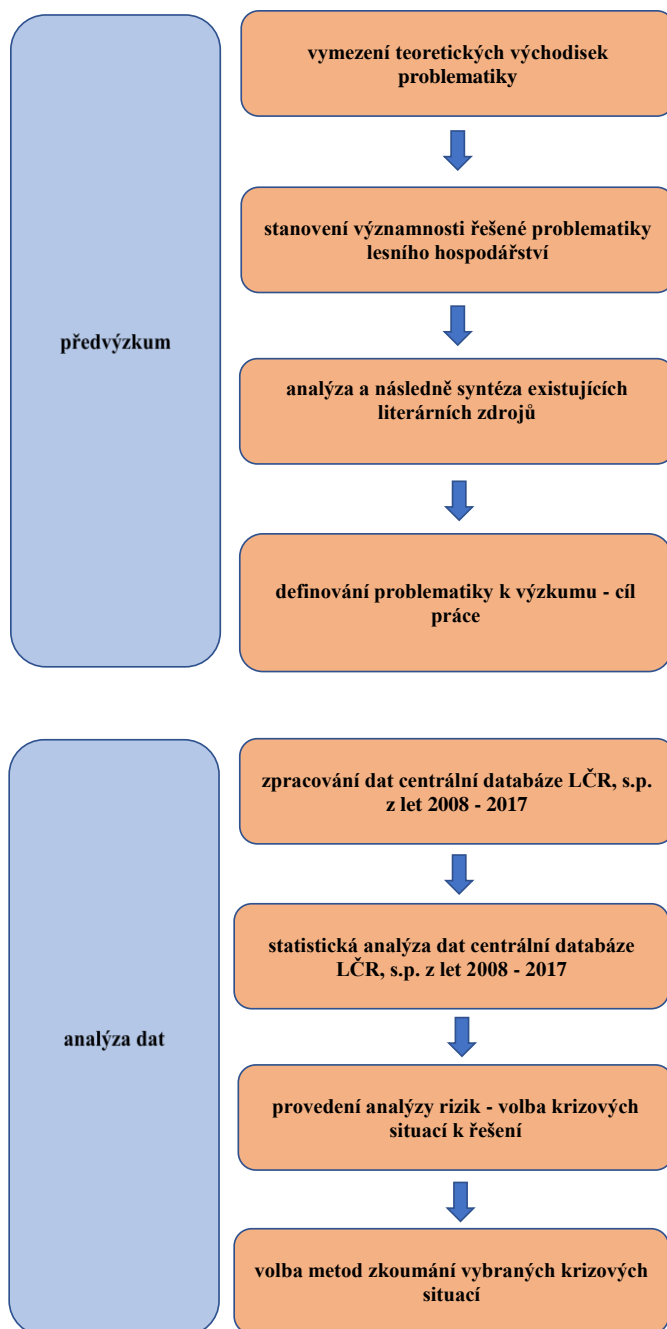 vymezení teoretických východisek
problematiky
stanovení významnosti řešené problematiky
lesního hospodářství
předvýzkum
analýza a následně syntéza existujících
literárních zdrojů
definování problematiky k výzkumu - cíl
práce
zpracování dat centrální databáze LČR, s.p.
z let 2008 - 2017
statistická analýza dat centrální databáze
LČR, s.p. z let 2008 - 2017
analýza dat
provedení analýzy rizik - volba krizových
situací k řešení
volba metod zkoumání vybraných krizových
situací